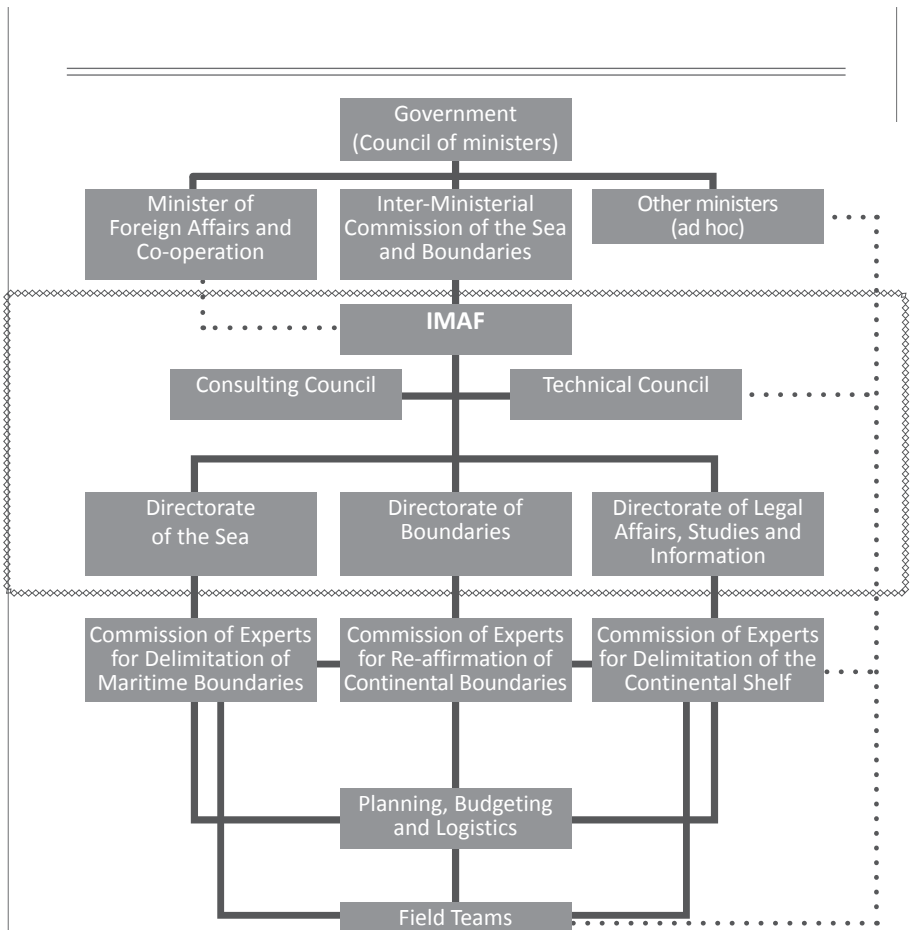 Government
(Council of ministers)
Minister of
Foreign Affairs and
Co-operation
Inter-Ministerial
Commission of the Sea
and Boundaries
Other ministers
(ad hoc)
IMAF
Consulting Council
Technical Council
Directorate
of the Sea
Directorate of
Boundaries
Directorate of Legal
Affairs, Studies and
Information
Commission of Experts
for Delimitation of
Maritime Boundaries
Commission of Experts
for Re-affirmation of
Continental Boundaries
Commission of Experts
for Delimitation of the
Continental Shelf
Planning, Budgeting
and Logistics
Field Teams